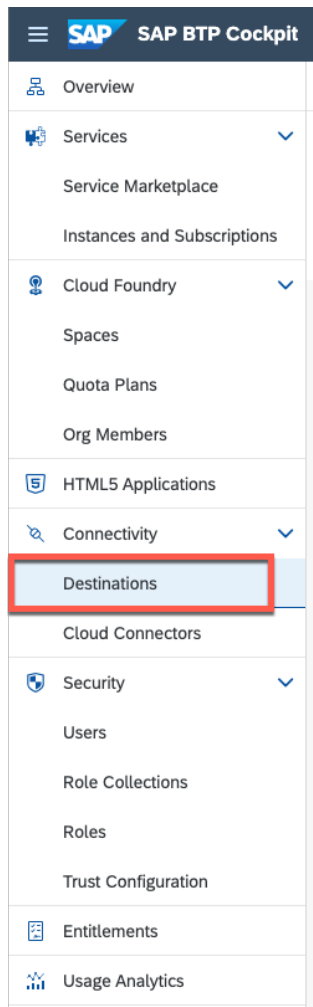 SAP SAP BTP Cockpit
Overview
Services
Service Marketplace
Instances and Subscriptions
Cloud Foundry
Spaces
Quota Plans
Org Members
5 HTML5 Applications
Connectivity
Destinations
Cloud Connectors
Security
Users
Role Collections
Roles
Trust Configuration
Entitlements
Usage Analytics